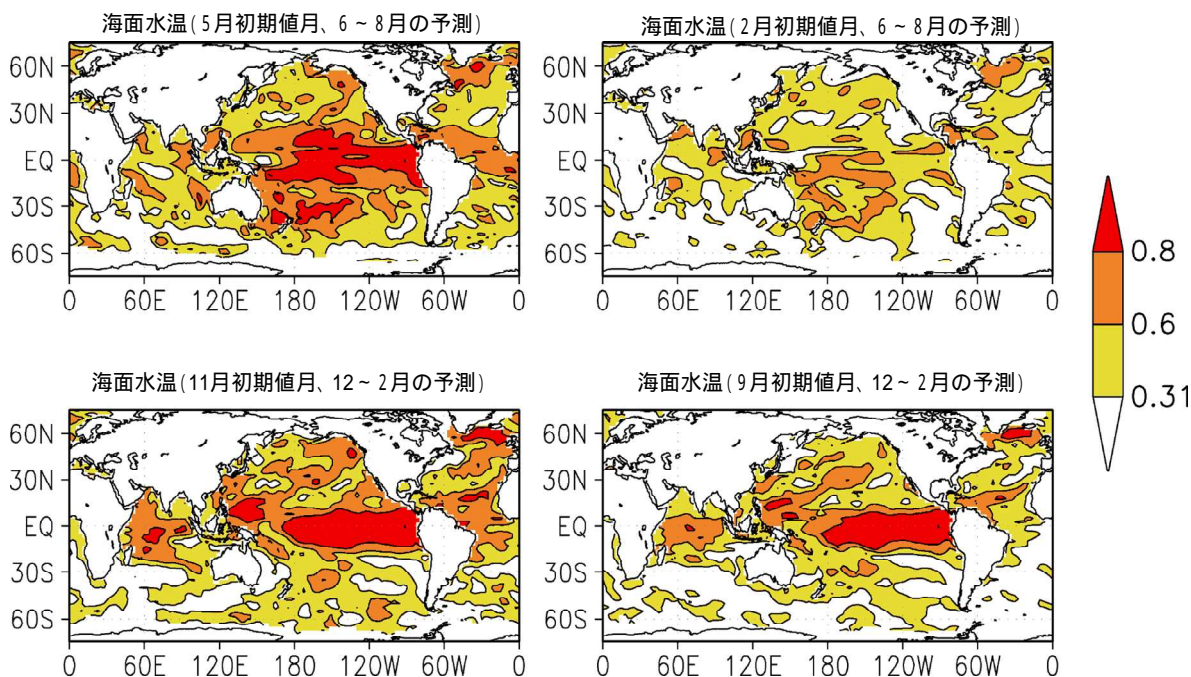 海面水温(5月初期値月、6~8月の予測)
海面水温(2月初期値月、6~8月の予測)
60N
30N
EQ
30S
60S
0 60E 120E 180 120W 60W 0
60N
30N
EQ
30S
60S
0 60E 120E 180 120W 60W 0
0.8
0.6
0.31
海面水温(11月初期値月、12~2月の予測)
海面水温(9月初期値月、12~2月の予測)
60N
30N
EQ
30S
60S
0 60E 120E 180 120W 60W 0
60N
30N
EQ
30S
60S
0 60E 120E 180 120W 60W 0